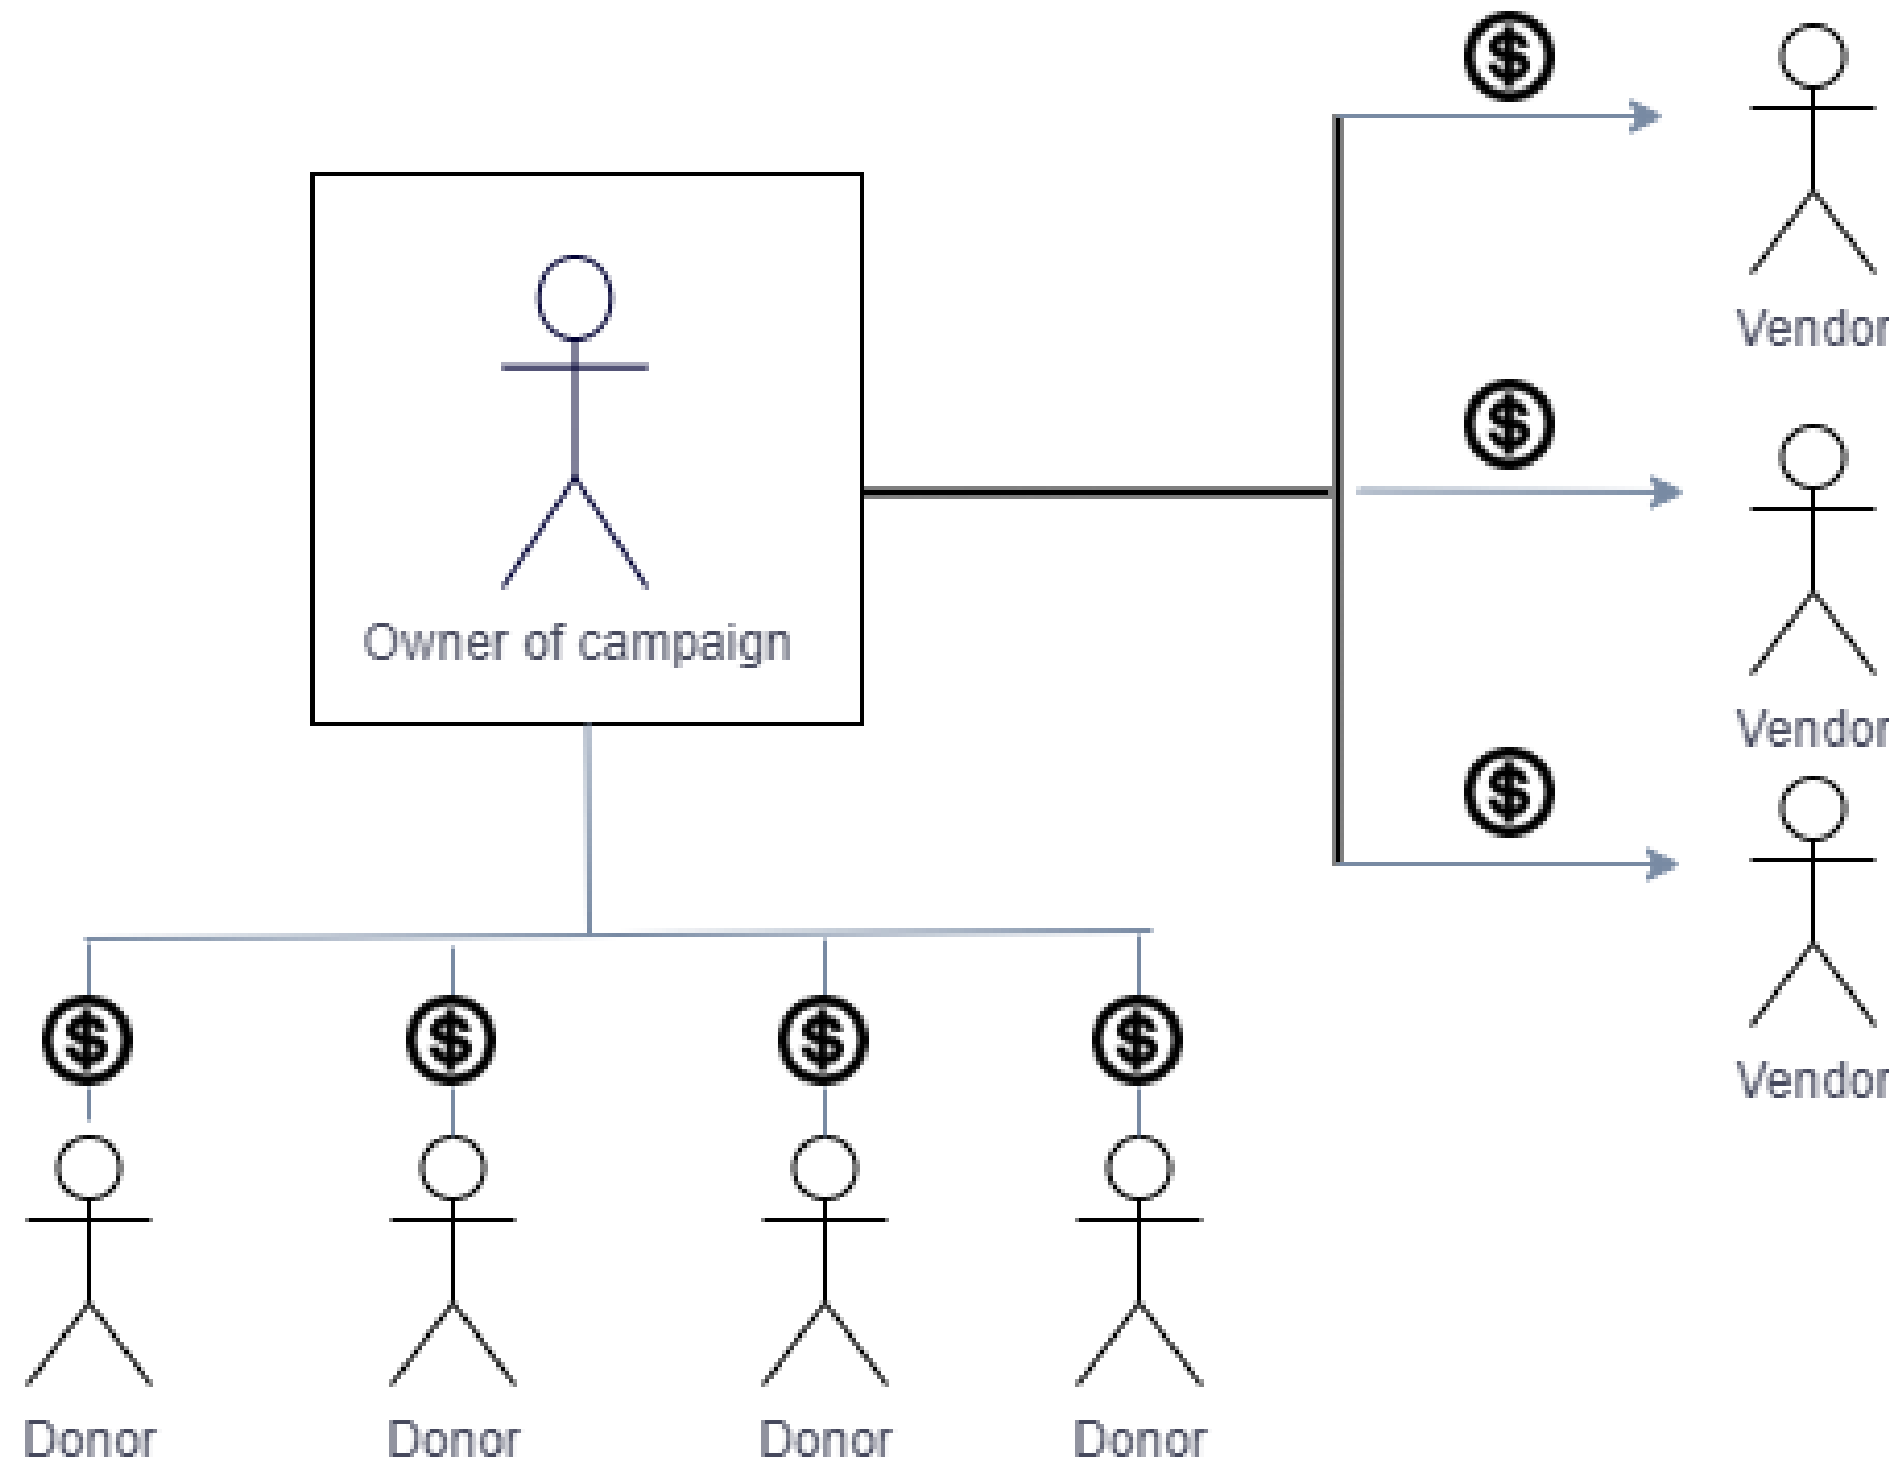 $
Vendor
Owner of campaign
$
Vendor
$
Vendor
$ $ $ $
Donor Donor Donor Donor